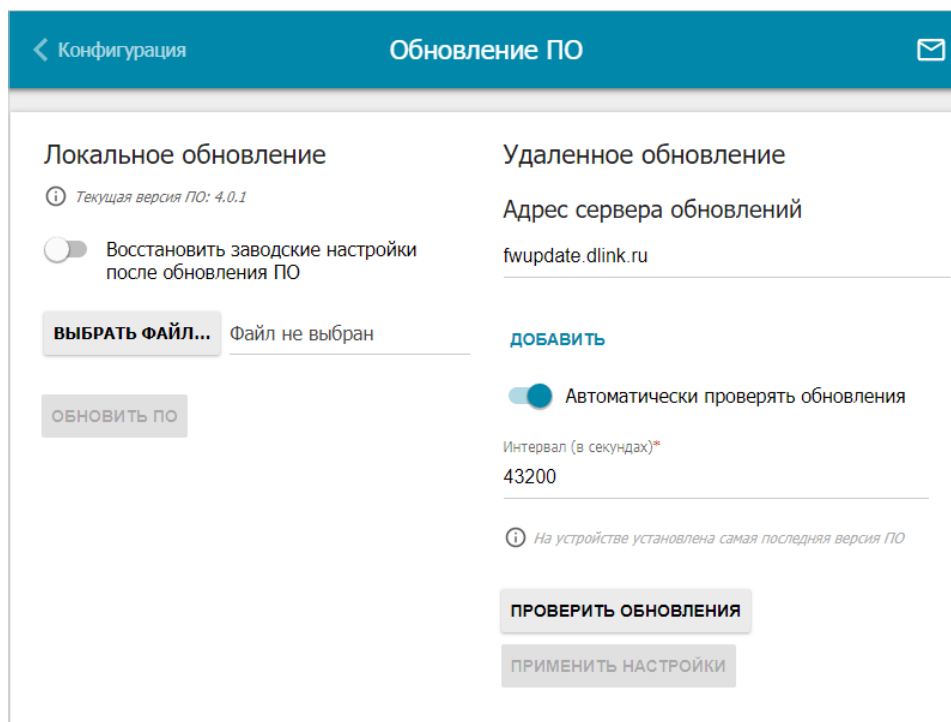 Конфигурация
Обновление ПО
Локальное обновление
Текущая версия ПО: 4.0.1
Восстановить заводские настройки
после обновления ПО
ВЫБРАТЬ ФАЙЛ...
Файл не выбран
ОБНОВИТЬ ПО
Удаленное обновление
Адрес сервера обновлений
fwupdate.dlink.ru
ДОБАВИТЬ
Автоматически проверять обновления
Интервал (в секундах)*
43200
На устройстве установлена самая последняя версия ПО
ПРОВЕРИТЬ ОБНОВЛЕНИЯ
ПРИМЕНИТЬ НАСТРОЙКИ